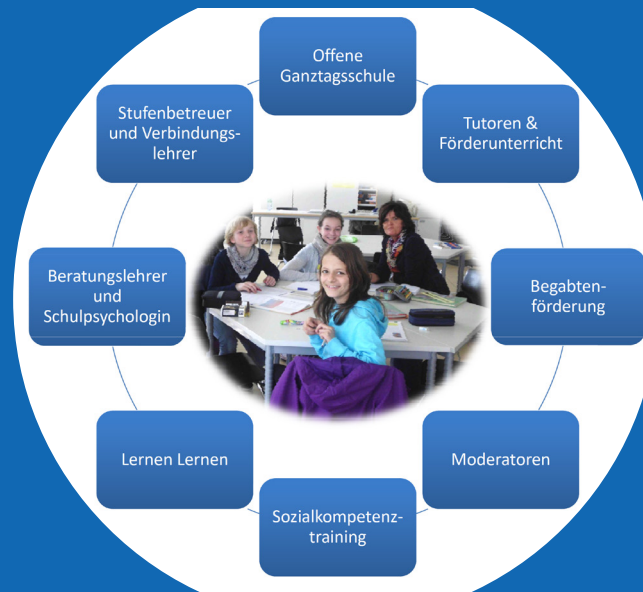 Offene
Ganztagsschule
Tutoren &
Förderunterricht
Begabten-
förderung
Moderatoren
Sozialkompetenz-
training
Lernen Lernen
Beratungslehrer
und
Schulpsychologin
Stufenbetreuer
und Verbindungs-
lehrer